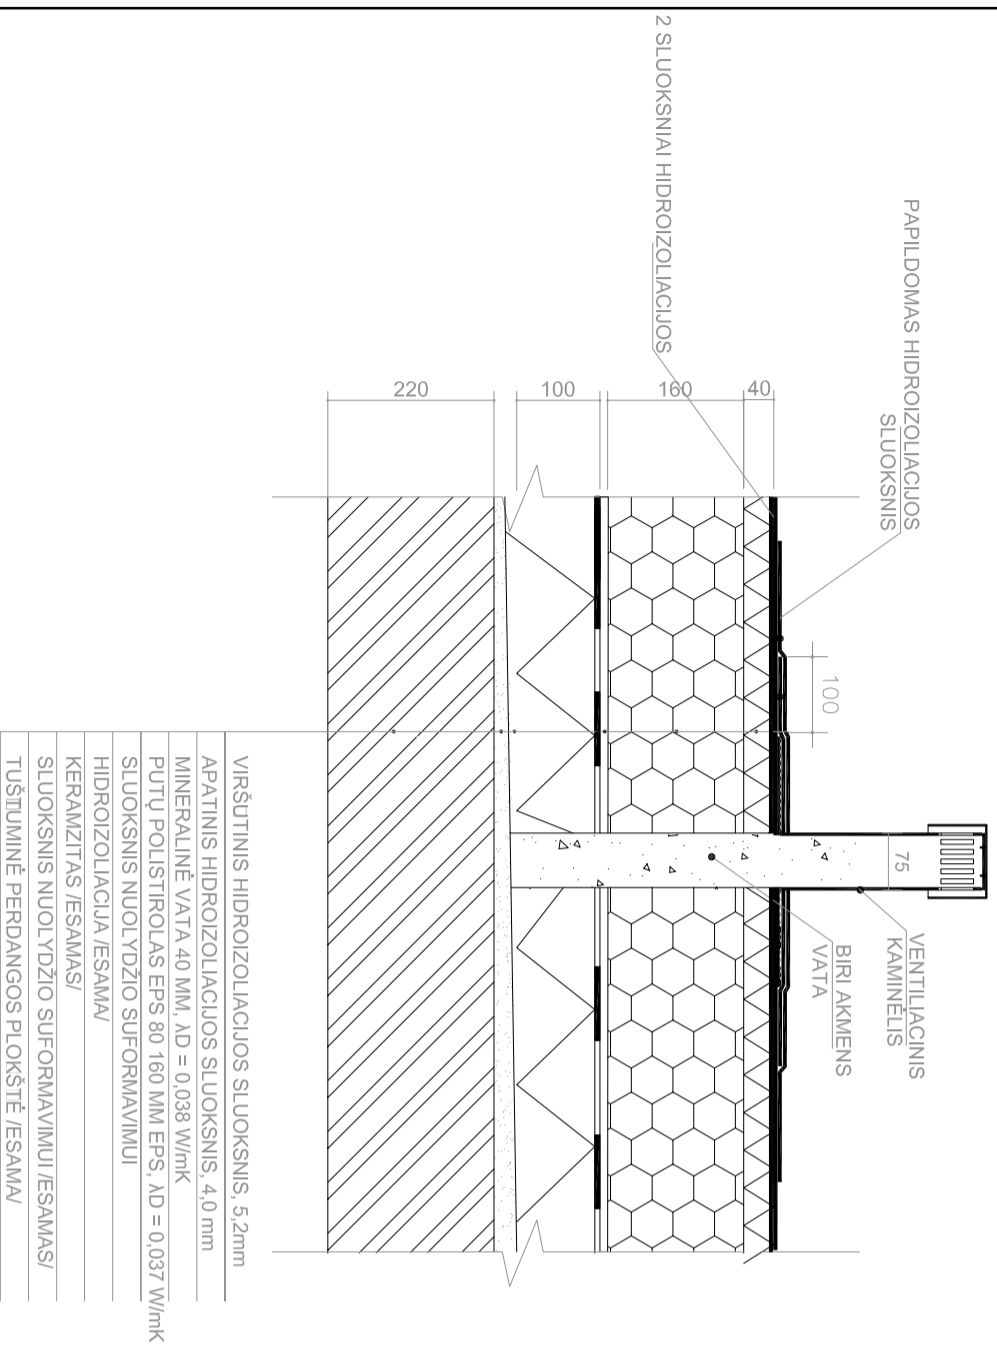 2 SLUOKSNIAI HIDROIZOLIACIJOS
PAPILDOMAS HIDROIZOLIACIJOS
SLUOKSNIS
220
100
160
40
100
75
VENTILIACINIS
KAMINĖLIS
BIRI AKMENS
VATA
VIRŠUTINIS HIDROIZOLIACIJOS SLUOKSNIS, 5,2mm
APATINIS HIDROIZOLIACIJOS SLUOKSNIS, 4,0 mm
MINERALINĖ VATA 40 MM, λD = 0,038 W/mK
PUTŲ POLISTIROLAS EPS 80 160 MM EPS, λD = 0,037 W/mK
SLUOKSNIS NUOLYDŽIO SUFORMAVIMUI
HIDROIZOLIACIJA /ESAMA/
KERAMZITAS /ESAMAS/
SLUOKSNIS NUOLYDŽIO SUFORMAVIMUI /ESAMAS/
TUŠTUMINĖ PERDANGOS PLOKŠTĖ /ESAMA/